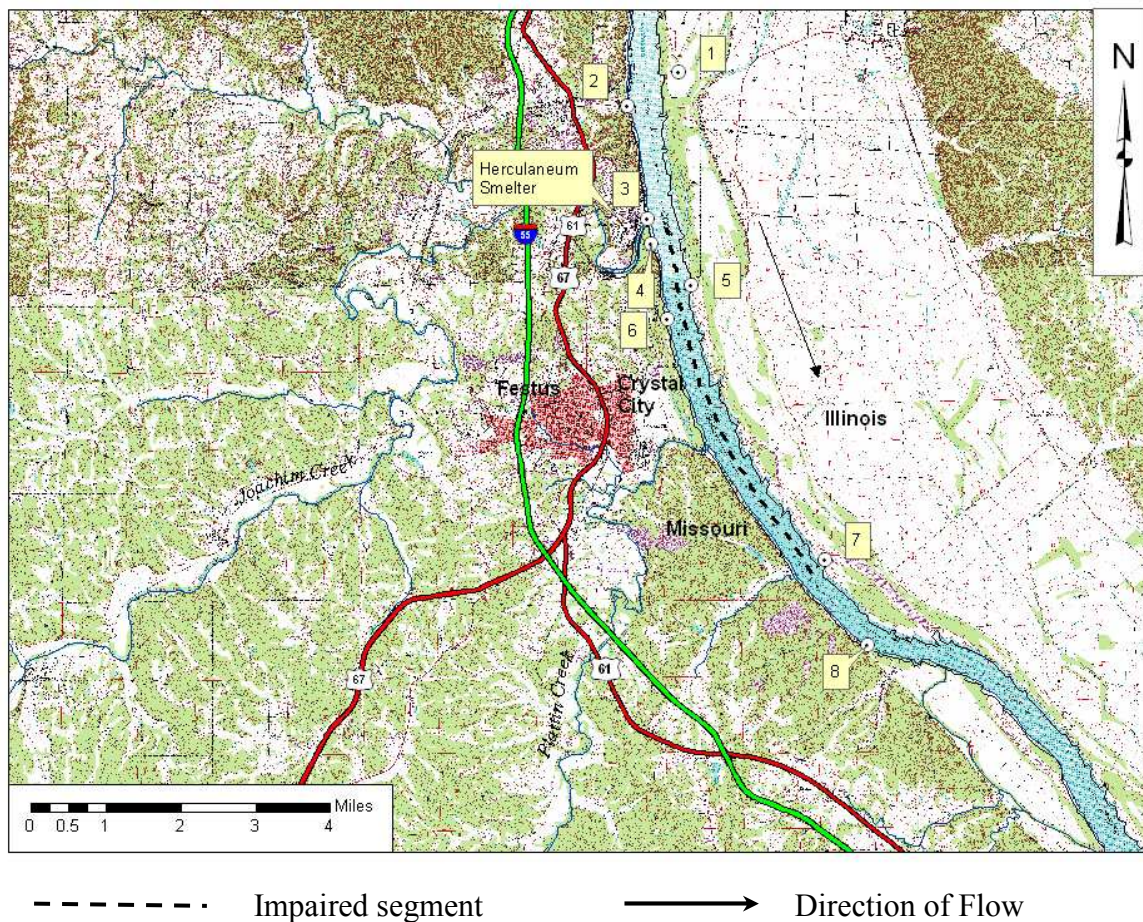 N
1
2
Herculaneum
Smelter
3
61
55
67
4
5
6
Festus
Crystal
City
Illinois
Joachim Creek
Missouri
7
8
67
61
Plattin Creek
Miles
0 0.5 1 2 3 4
Impaired segment
Direction of Flow